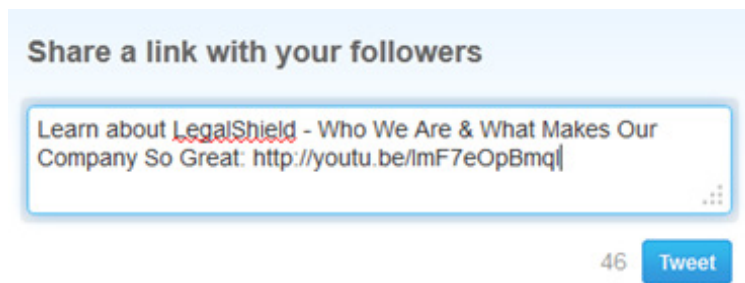 Share a link with your followers
Learn about LegalShield - Who We Are & What Makes Our
Company So Great: http://youtu.be/lmF7eOpBmqI
46 Tweet